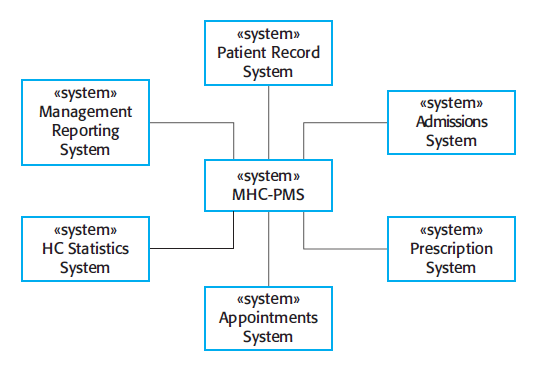 «system»
Patient Record
System
«system»
Management
Reporting
System
«system»
Admissions
System
«system»
MHC-PMS
«system»
HC Statistics
System
«system»
Prescription
System
«system»
Appointments
System